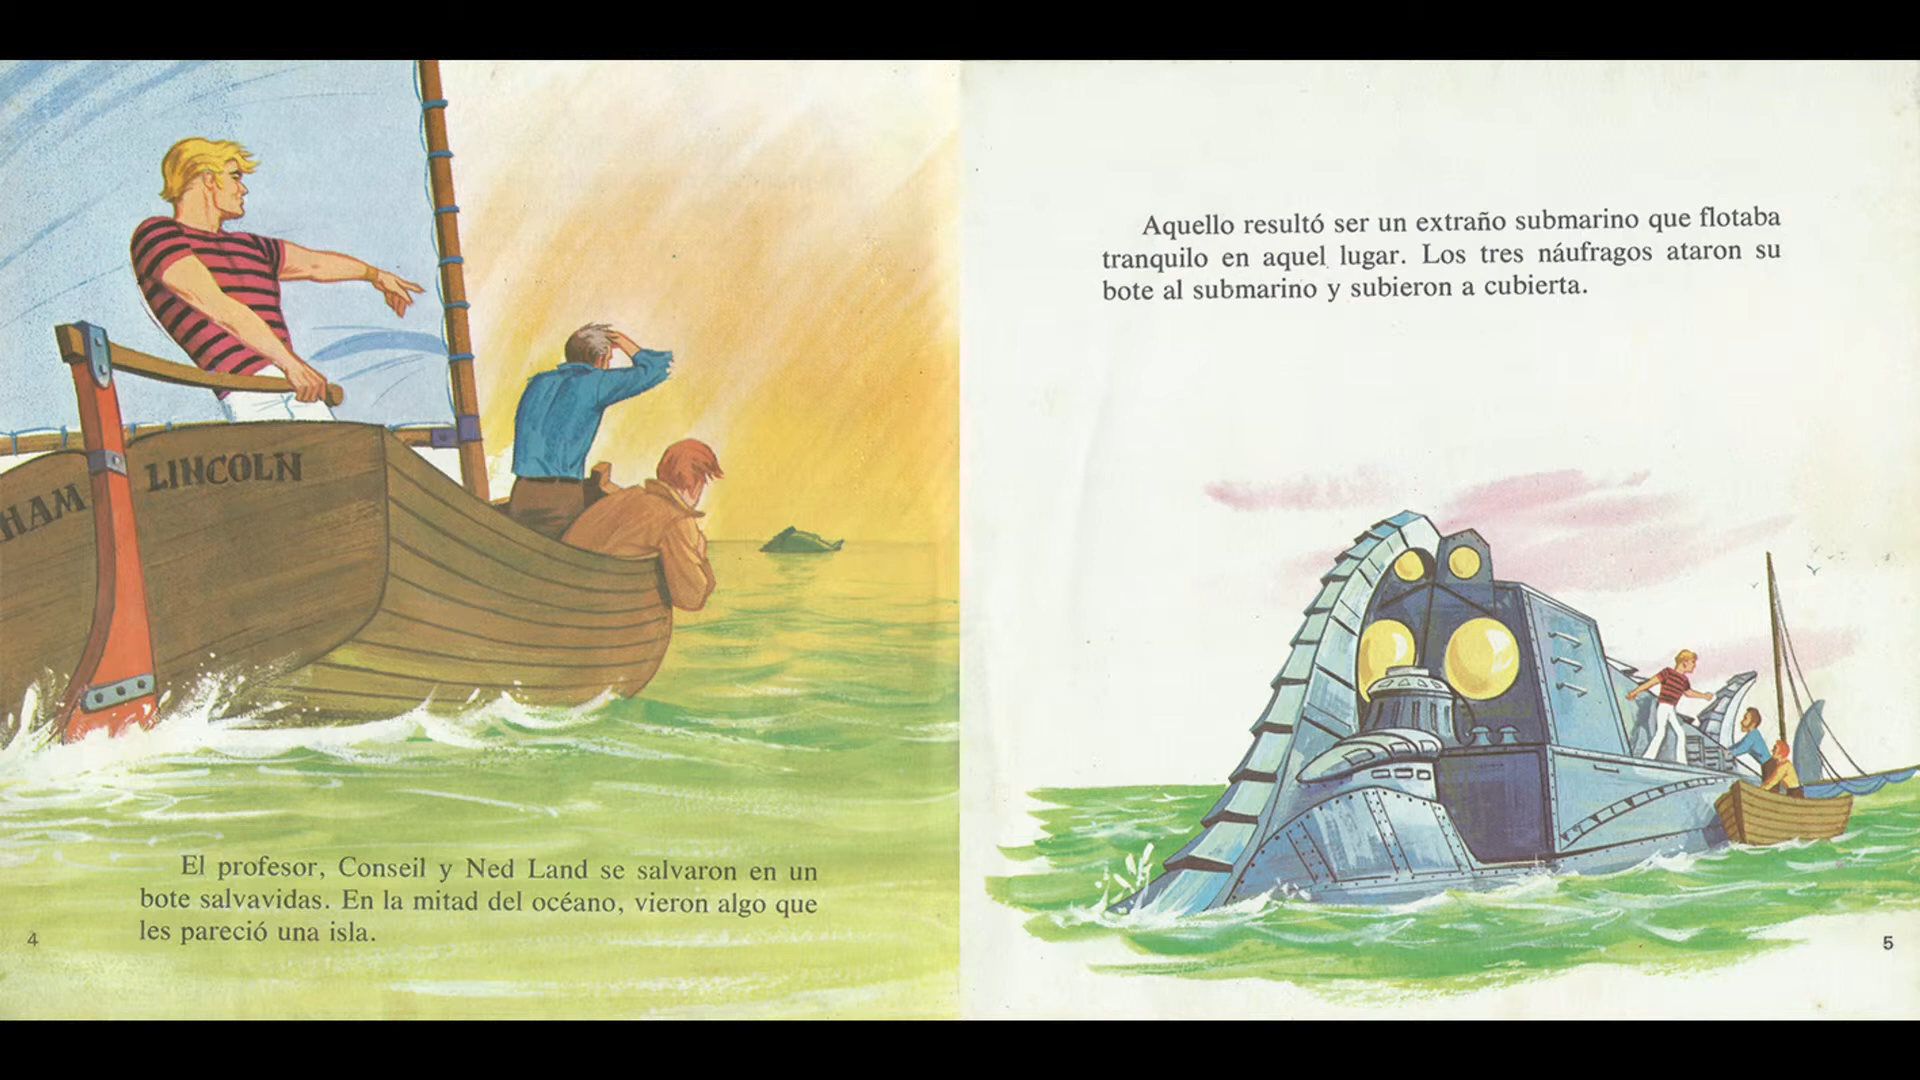 HAM LINCOLN
El profesor, Conseil y Ned Land se salvaron en un
bote salvavidas. En la mitad del océano, vieron algo que
les pareció una isla.
4
Aquello resultó ser un extraño submarino que flotaba
tranquilo en aquel lugar. Los tres náufragos ataron su
bote al submarino y subieron a cubierta.
5